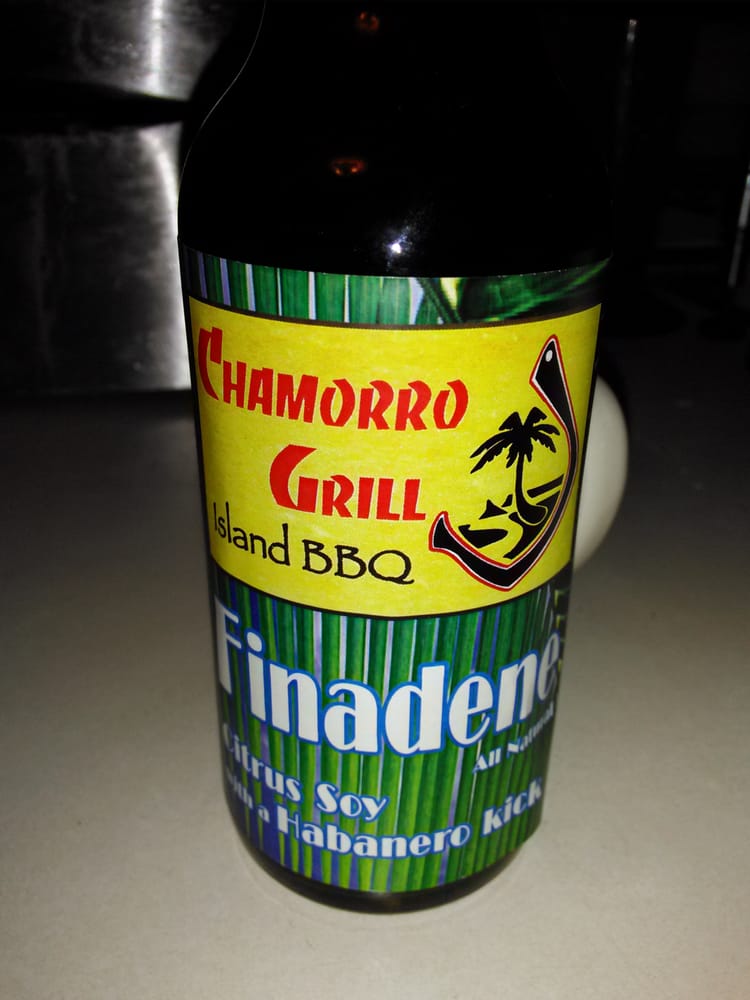 Chamorro
Grill
Island BBQ
Finadene
All Natural
Citrus Soy
with a Habanero kick